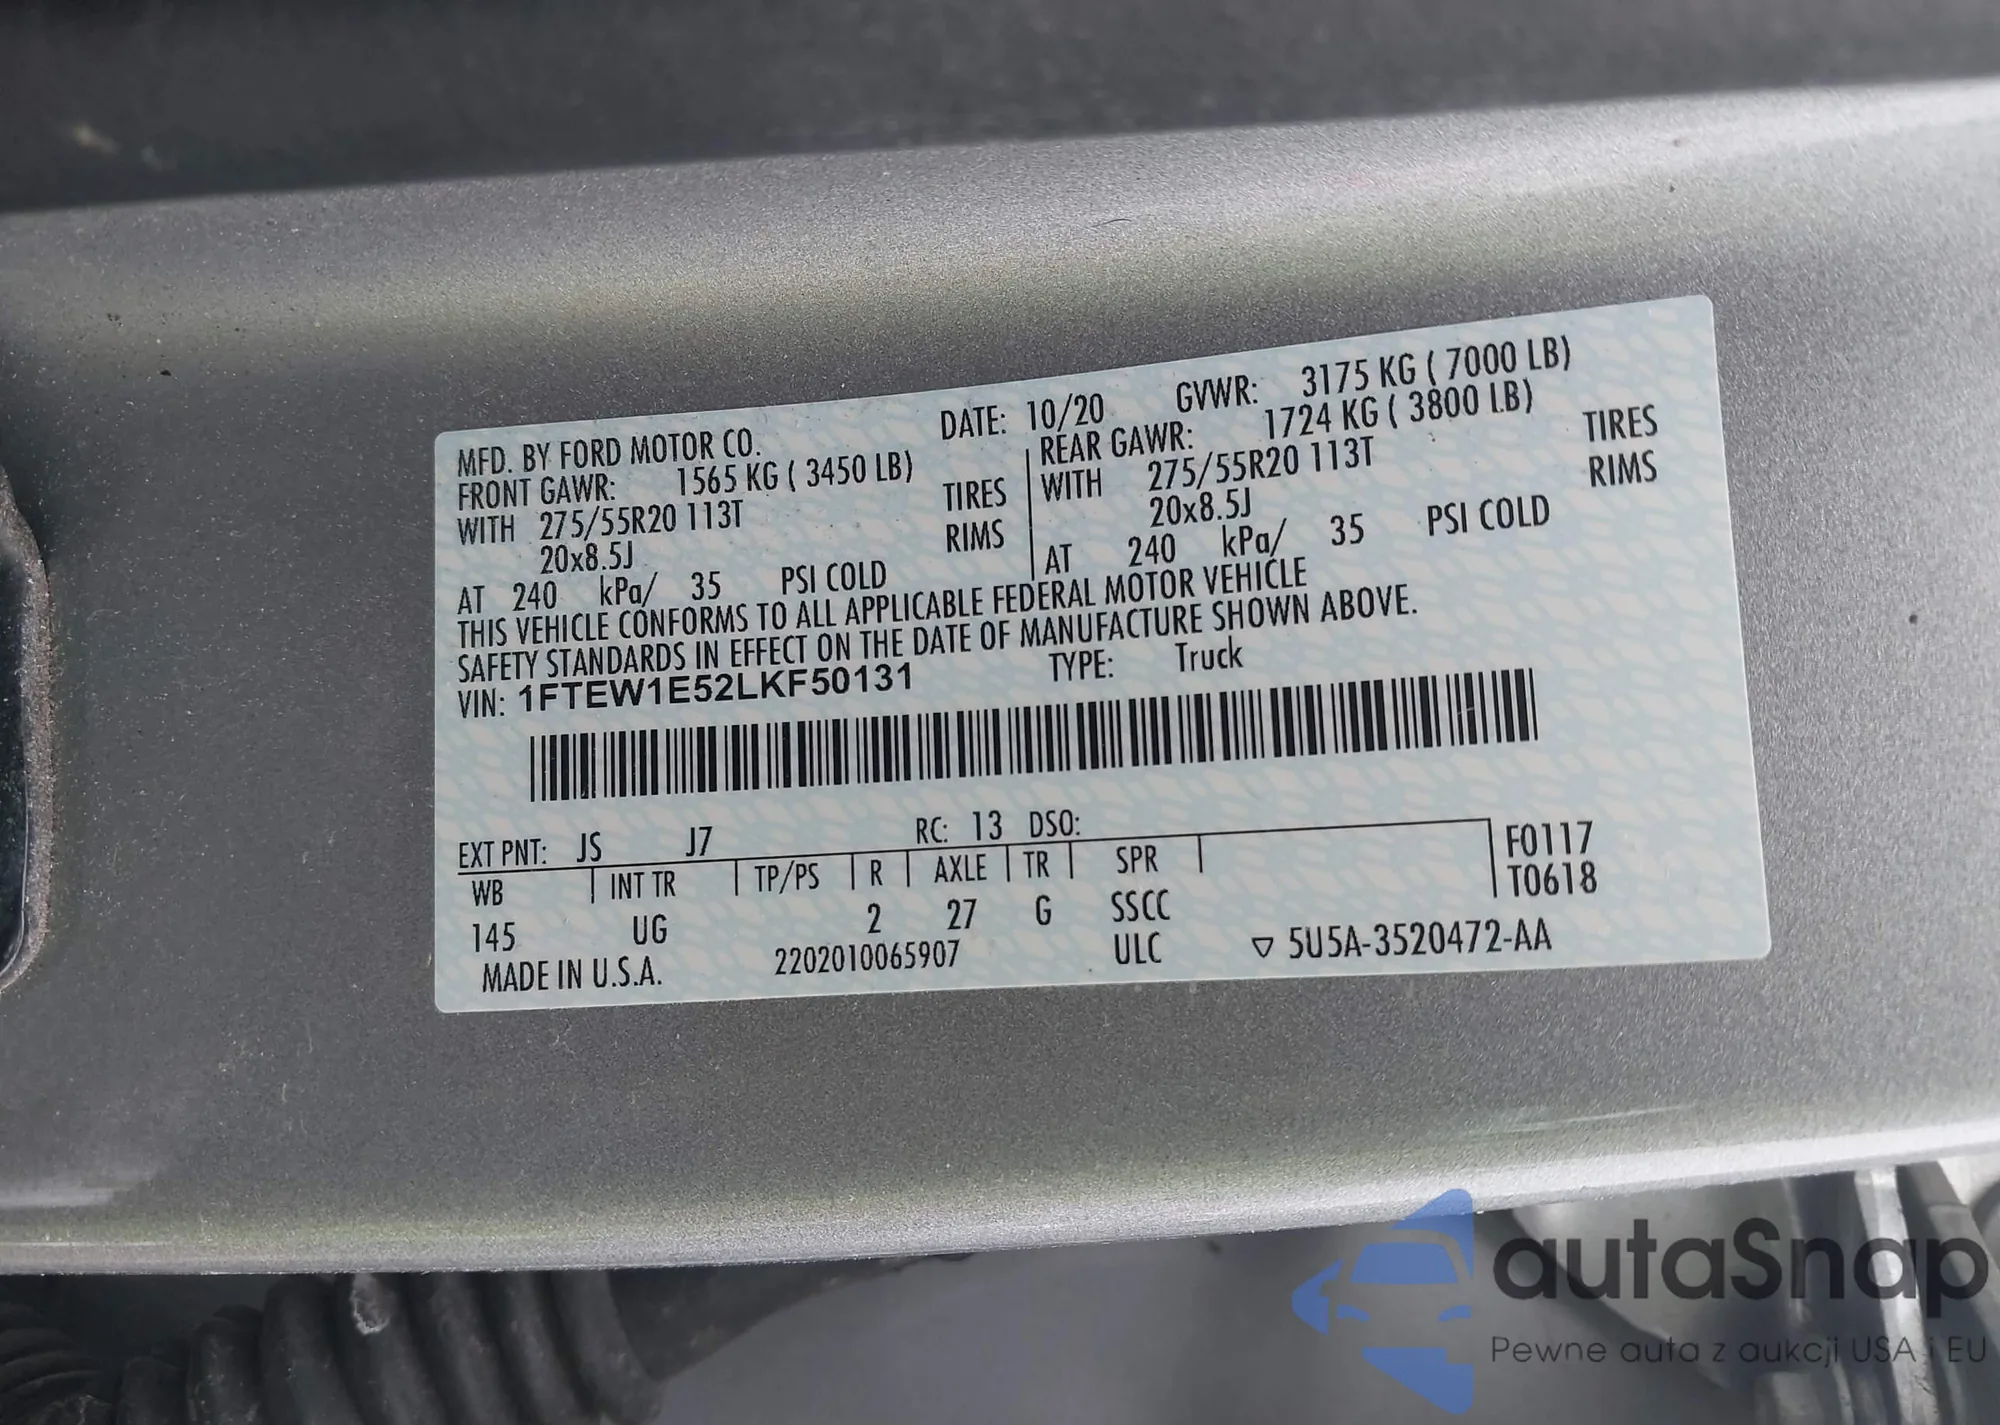 MFD. BY FORD MOTOR CO. DATE: 10/20 GVWR: 3175 KG ( 7000 LB)
FRONT GAWR: 1565 KG ( 3450 LB) REAR GAWR: 1724 KG ( 3800 LB)
WITH 275/55R20 113T TIRES WITH 275/55R20 113T TIRES
20x8.5J RIMS 20x8.5J RIMS
AT 240 kPa/ 35 PSI COLD AT 240 kPa/ 35 PSI COLD
THIS VEHICLE CONFORMS TO ALL APPLICABLE FEDERAL MOTOR VEHICLE
SAFETY STANDARDS IN EFFECT ON THE DATE OF MANUFACTURE SHOWN ABOVE.
VIN: 1FTEW1E52LKF50131 TYPE: Truck
EXT PNT: JS J7 RC: 13 DSO:
WB INT TR TP/PS R AXLE TR SPR F0117
T0618
145 UG 2 27 G SSCC
MADE IN U.S.A. 2202010065907 ULC ▽ 5U5A-3520472-AA
autaSnap
Pewne auta z aukcji USA i EU